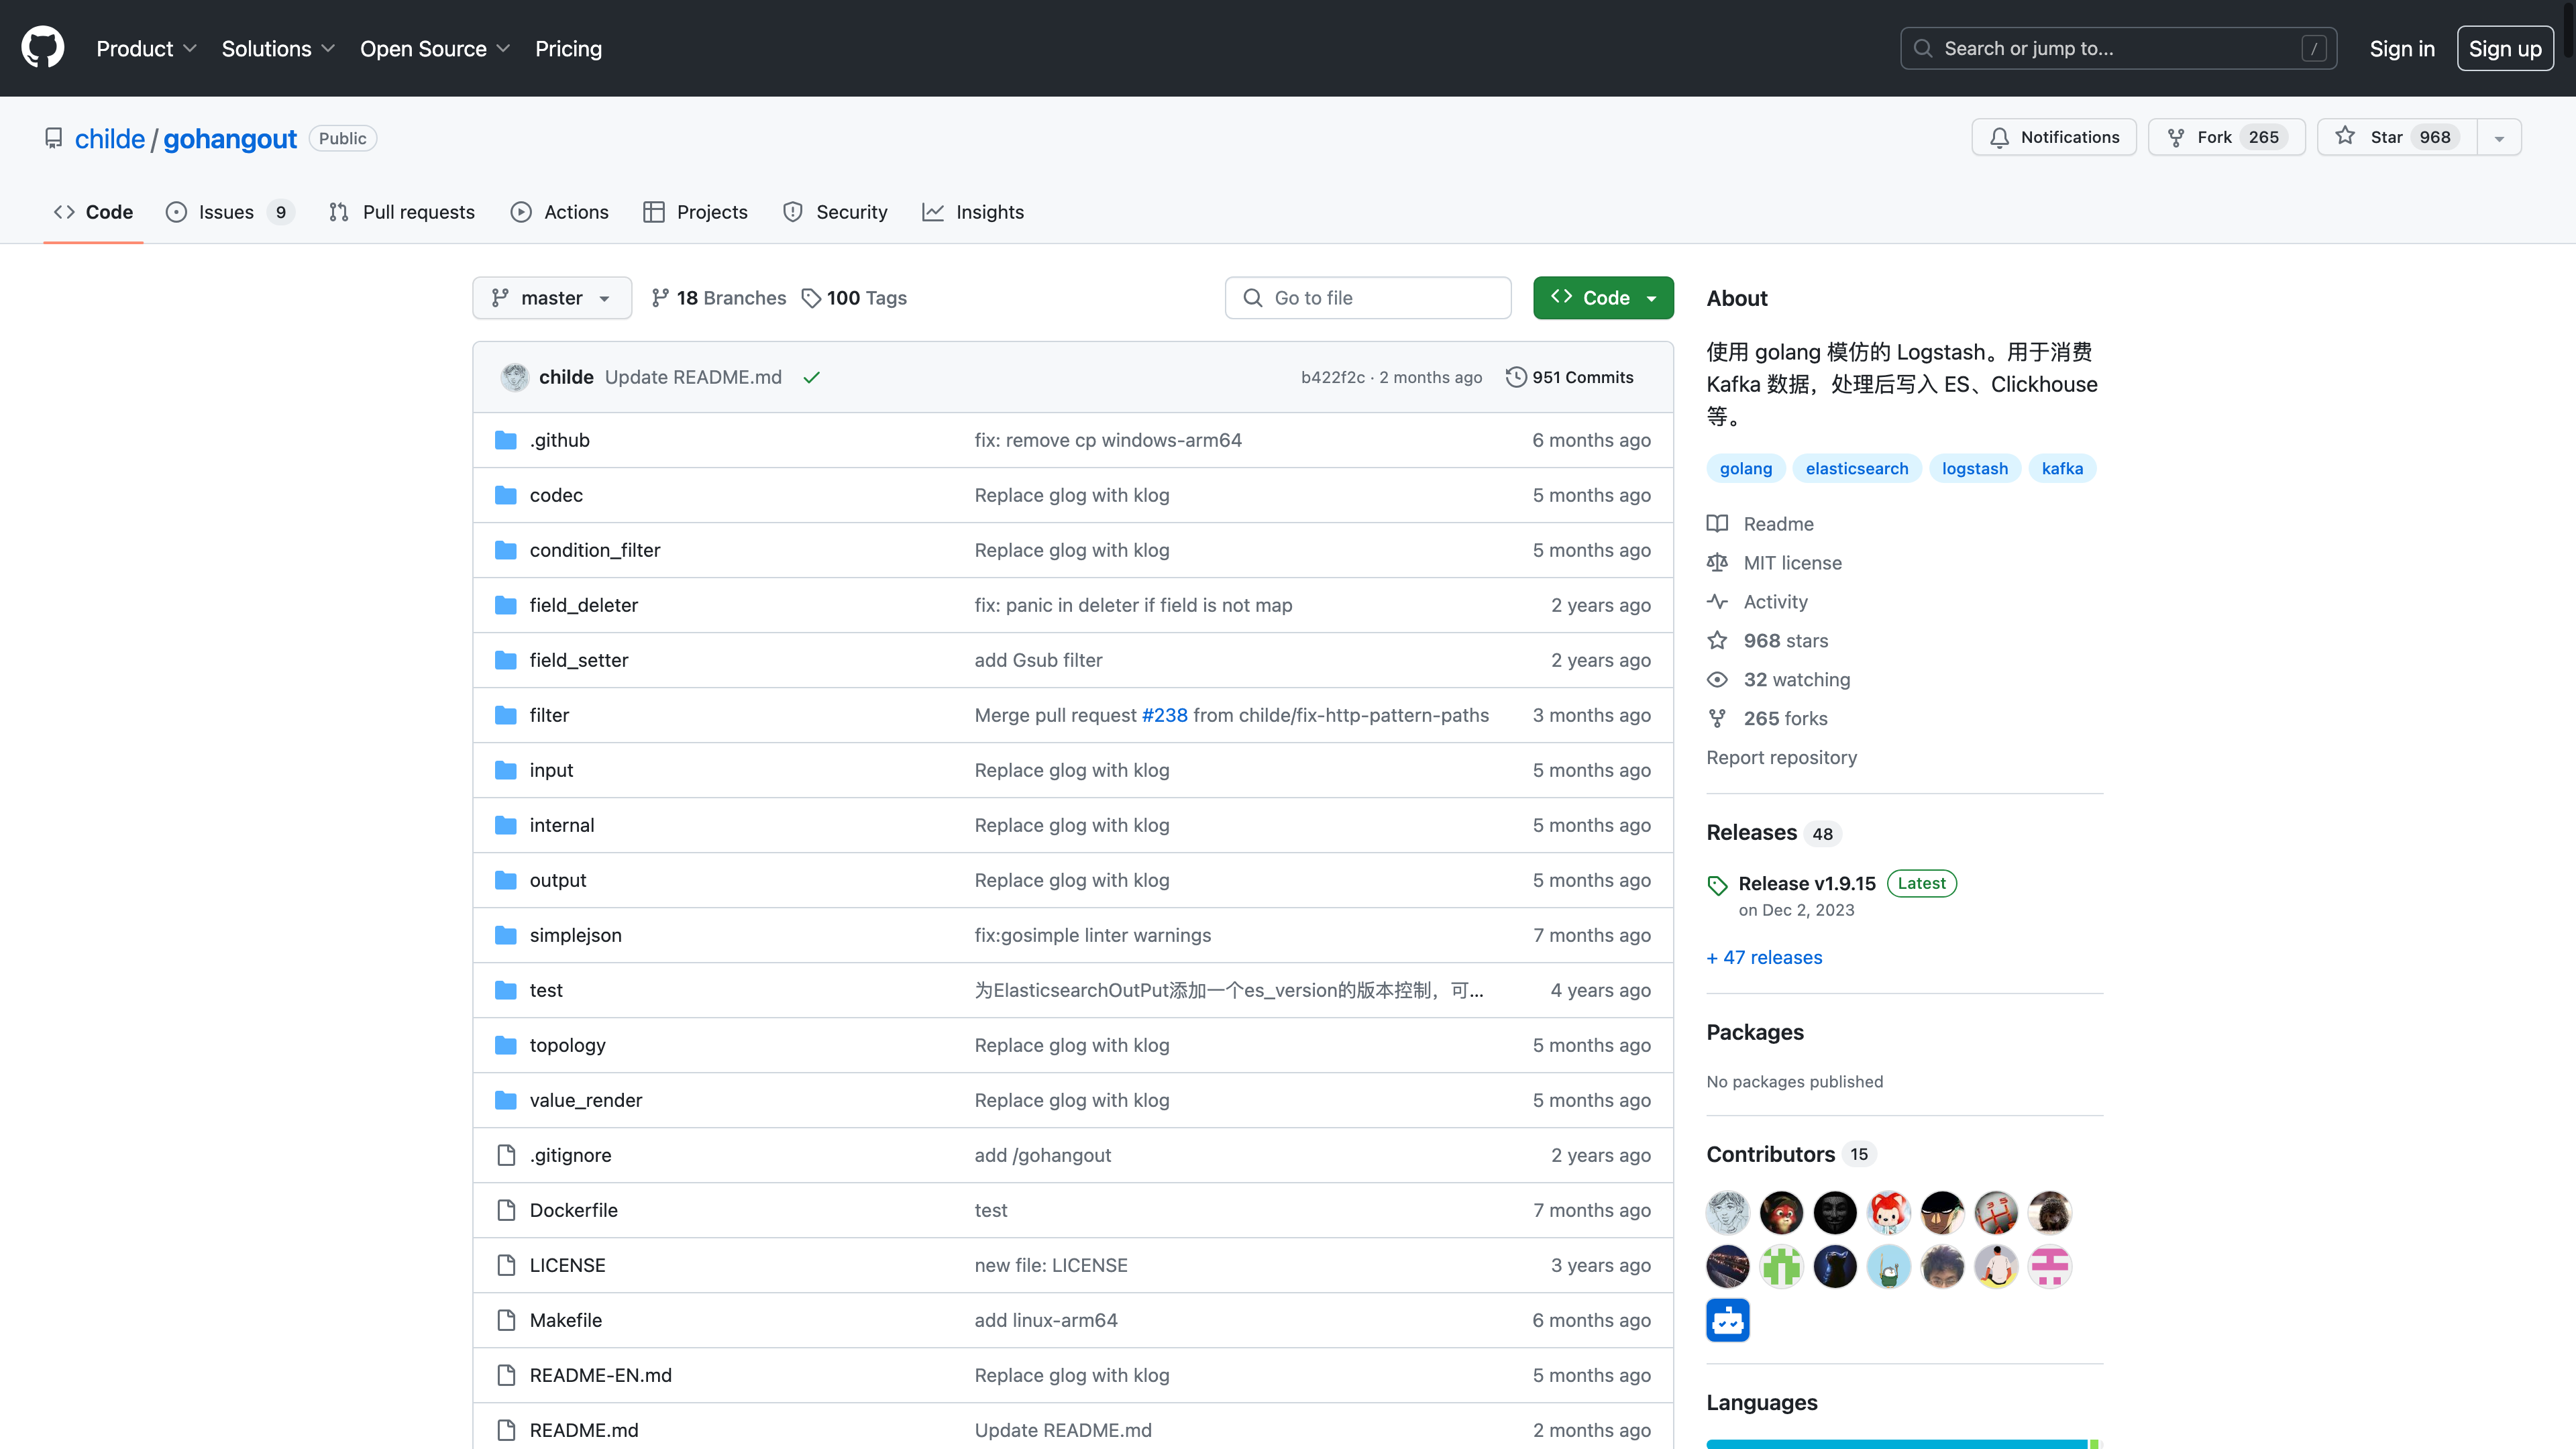 Product Solutions Open Source Pricing Search or jump to... / Sign in Sign up
childe / gohangout Public Notifications Fork 265 Star 968
Code Issues 9 Pull requests Actions Projects Security Insights
master 18 Branches 100 Tags Go to file Code
childe Update README.md b422f2c · 2 months ago 951 Commits
.github fix: remove cp windows-arm64 6 months ago
codec Replace glog with klog 5 months ago
condition_filter Replace glog with klog 5 months ago
field_deleter fix: panic in deleter if field is not map 2 years ago
field_setter add Gsub filter 2 years ago
filter Merge pull request #238 from childe/fix-http-pattern-paths 3 months ago
input Replace glog with klog 5 months ago
internal Replace glog with klog 5 months ago
output Replace glog with klog 5 months ago
simplejson fix:gosimple linter warnings 7 months ago
test 为ElasticsearchOutPut添加一个es_version的版本控制，可... 4 years ago
topology Replace glog with klog 5 months ago
value_render Replace glog with klog 5 months ago
.gitignore add /gohangout 2 years ago
Dockerfile test 7 months ago
LICENSE new file: LICENSE 3 years ago
Makefile add linux-arm64 6 months ago
README-EN.md Replace glog with klog 5 months ago
README.md Update README.md 2 months ago
About
使用 golang 模仿的 Logstash。用于消费
Kafka 数据，处理后写入 ES、Clickhouse
等。
golang elasticsearch logstash kafka
Readme
MIT license
Activity
968 stars
32 watching
265 forks
Report repository
Releases 48
Release v1.9.15 Latest
on Dec 2, 2023
+ 47 releases
Packages
No packages published
Contributors 15
Languages